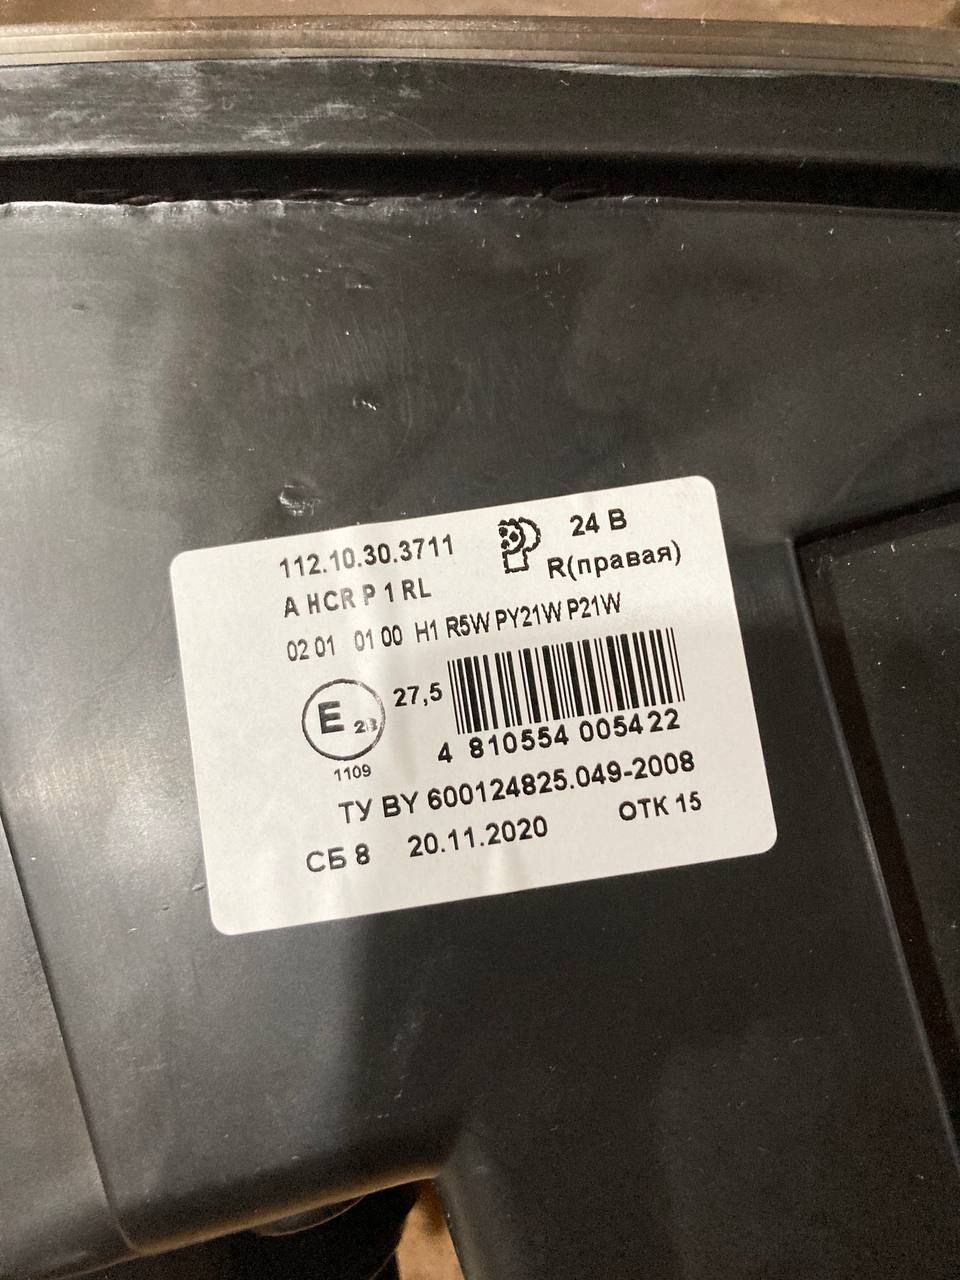 112.10.30.3711
24 В
A HCR P 1 RL
R(правая)
02 01 01 00 H1 R5W PY21W P21W
E 28
27,5
1109
4 810554 005422
ТУ BY 600124825.049-2008
СБ 8 20.11.2020 ОТК 15